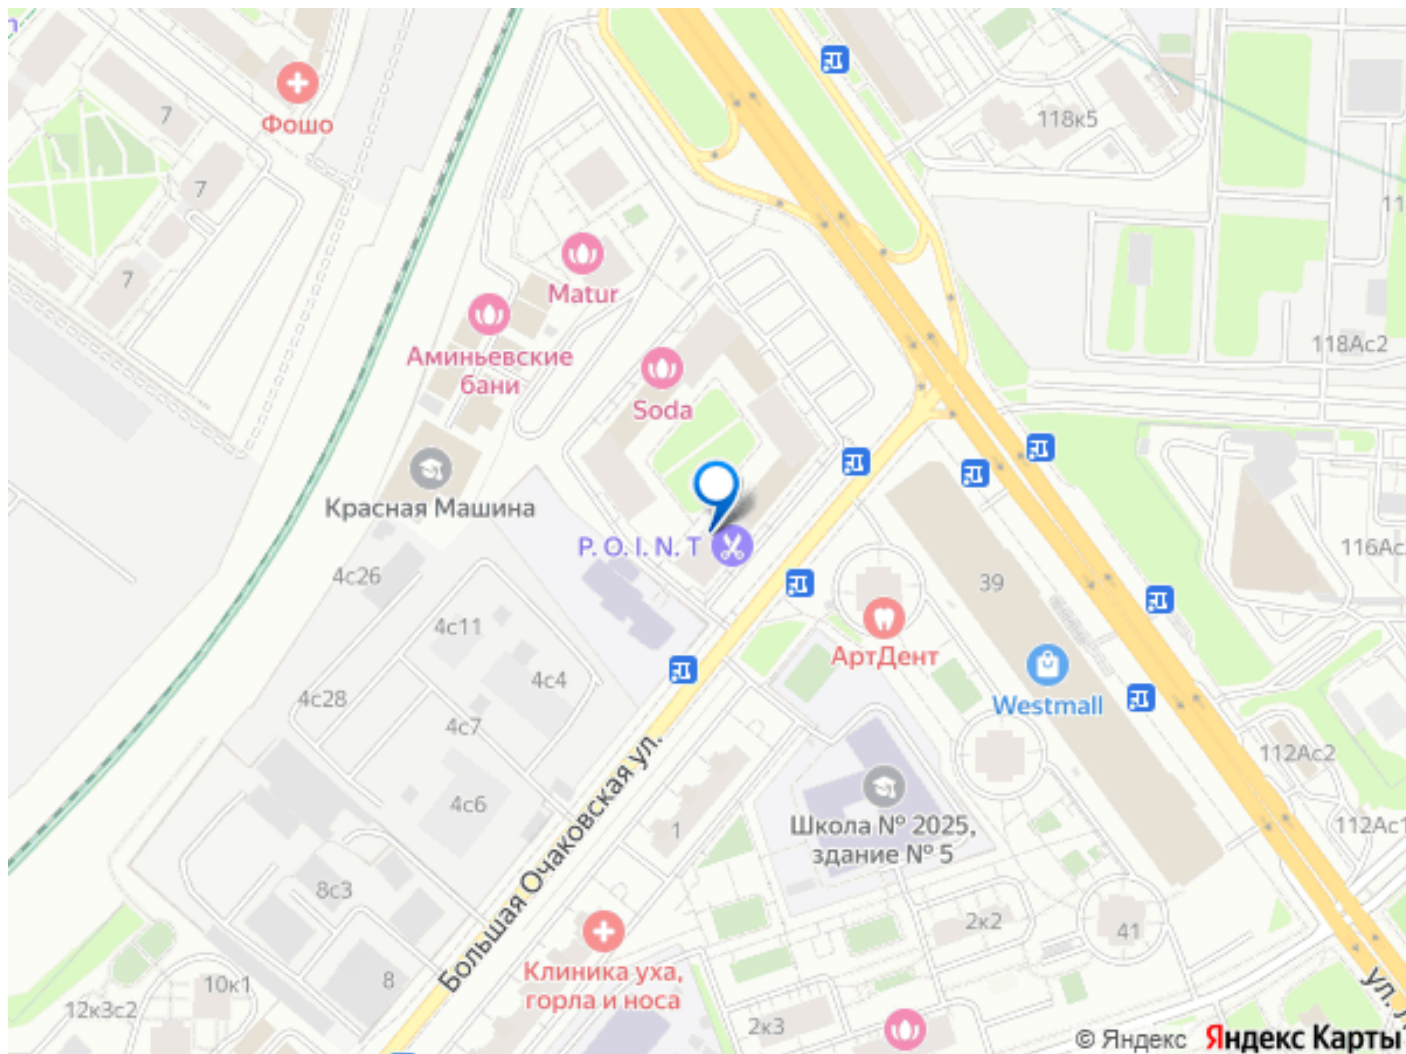 Фошо
7
7
7
118к5
118Ас2
Matur
Аминьевские
бани
Soda
Красная Машина
P. O. I. N. T
4с26
4с11
4с4
4с28
4с7
4с6
39
116Ас
АртДент
Westmall
112Ас2
112Ас1
Школа № 2025,
здание № 5
1
8с3
8
Большая Очаковская ул.
10к1
12к3с2
Клиника уха,
горла и носа
2к2
41
2к3
ул.
© Яндекс Яндекс Карты